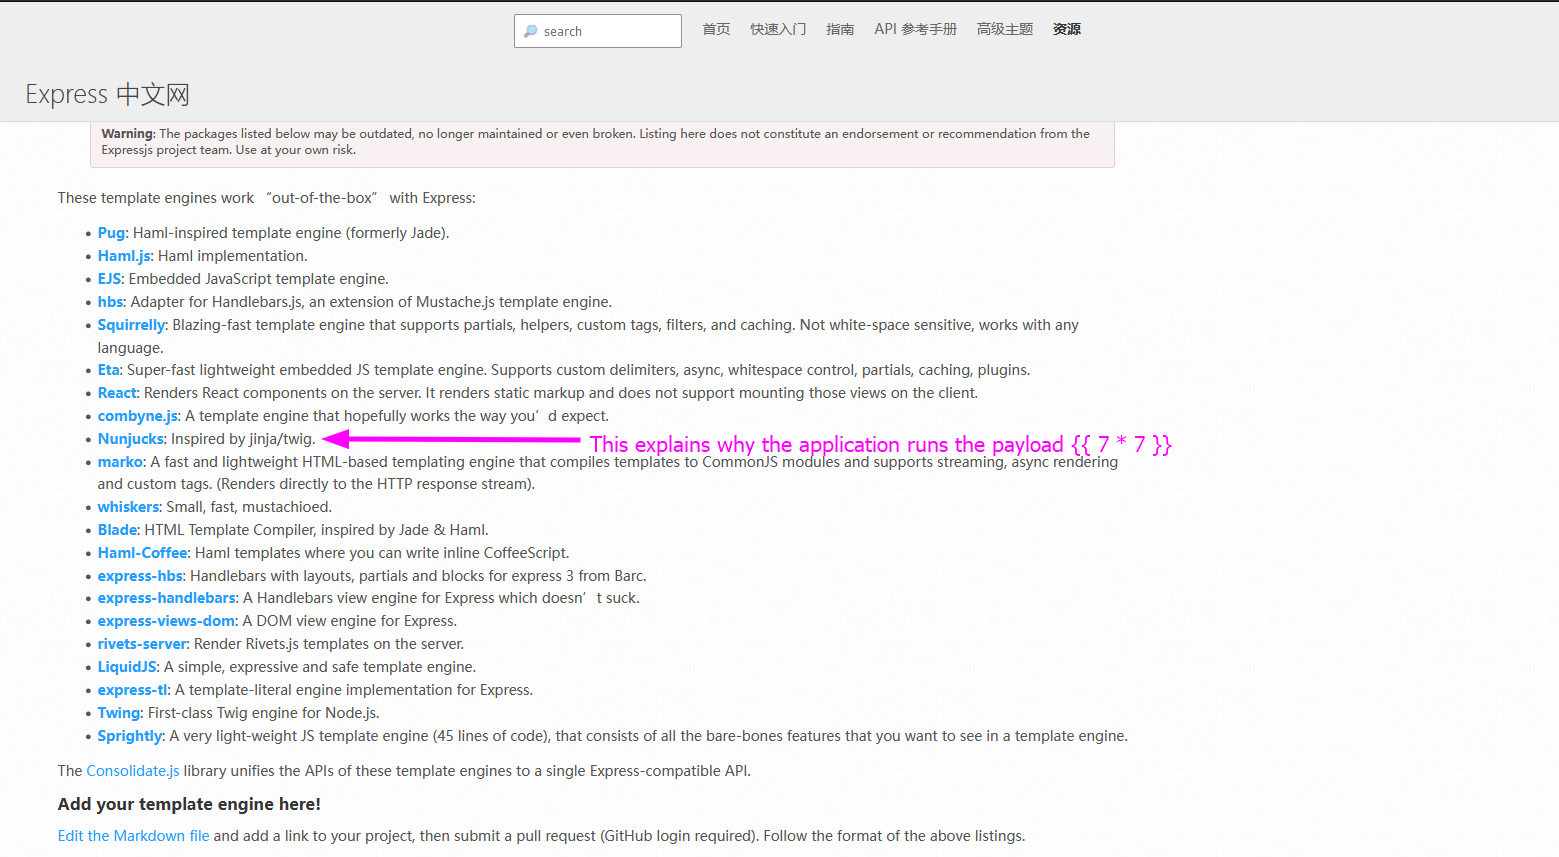 search 首页 快速入门 指南 API 参考手册 高级主题 资源
Express 中文网
Warning: The packages listed below may be outdated, no longer maintained or even broken. Listing here does not constitute an endorsement or recommendation from the
Expressjs project team. Use at your own risk.
These template engines work “out-of-the-box” with Express:
• Pug: Haml-inspired template engine (formerly Jade).
• Haml.js: Haml implementation.
• EJS: Embedded JavaScript template engine.
• hbs: Adapter for Handlebars.js, an extension of Mustache.js template engine.
• Squirrelly: Blazing-fast template engine that supports partials, helpers, custom tags, filters, and caching. Not white-space sensitive, works with any
language.
• Eta: Super-fast lightweight embedded JS template engine. Supports custom delimiters, async, whitespace control, partials, caching, plugins.
• React: Renders React components on the server. It renders static markup and does not support mounting those views on the client.
• combyne.js: A template engine that hopefully works the way you’d expect.
• Nunjucks: Inspired by jinja/twig.
This explains why the application runs the payload {{ 7 * 7 }}
• marko: A fast and lightweight HTML-based templating engine that compiles templates to CommonJS modules and supports streaming, async rendering
and custom tags. (Renders directly to the HTTP response stream).
• whiskers: Small, fast, mustachioed.
• Blade: HTML Template Compiler, inspired by Jade & Haml.
• Haml-Coffee: Haml templates where you can write inline CoffeeScript.
• express-hbs: Handlebars with layouts, partials and blocks for express 3 from Barc.
• express-handlebars: A Handlebars view engine for Express which doesn’t suck.
• express-views-dom: A DOM view engine for Express.
• rivets-server: Render Rivets.js templates on the server.
• LiquidJS: A simple, expressive and safe template engine.
• express-tl: A template-literal engine implementation for Express.
• Twing: First-class Twig engine for Node.js.
• Sprightly: A very light-weight JS template engine (45 lines of code), that consists of all the bare-bones features that you want to see in a template engine.
The Consolidate.js library unifies the APIs of these template engines to a single Express-compatible API.
Add your template engine here!
Edit the Markdown file and add a link to your project, then submit a pull request (GitHub login required). Follow the format of the above listings.